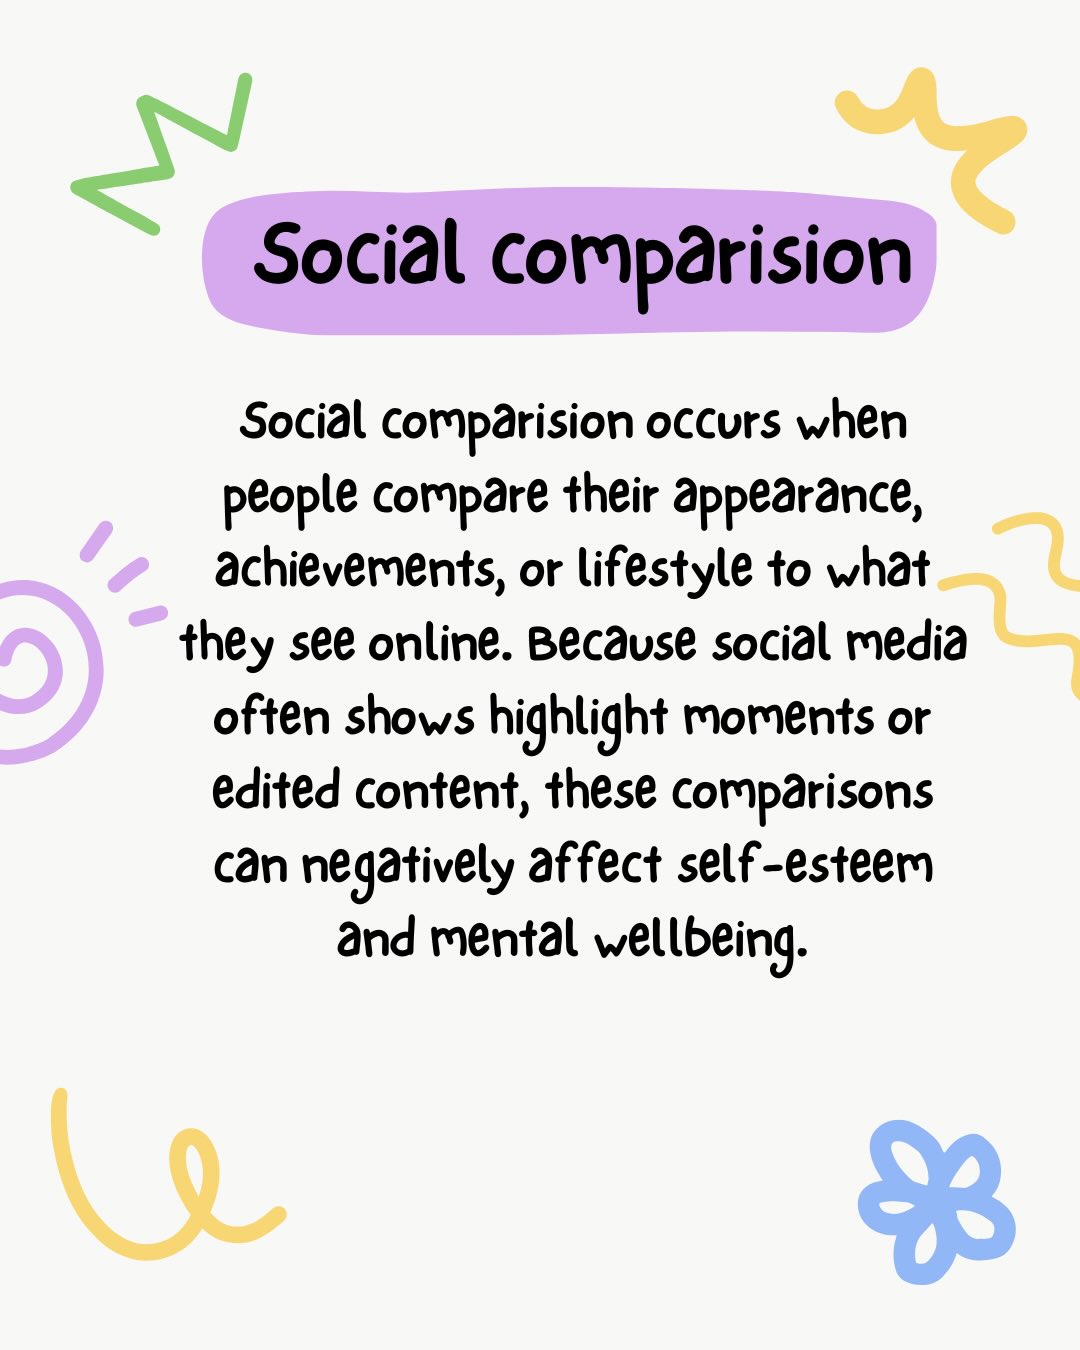 Social comparision
Social comparision occurs when
people compare their appearance,
achievements, or lifestyle to what
they see online. Because social media
often shows highlight moments or
edited content, these comparisons
can negatively affect self-esteem
and mental wellbeing.